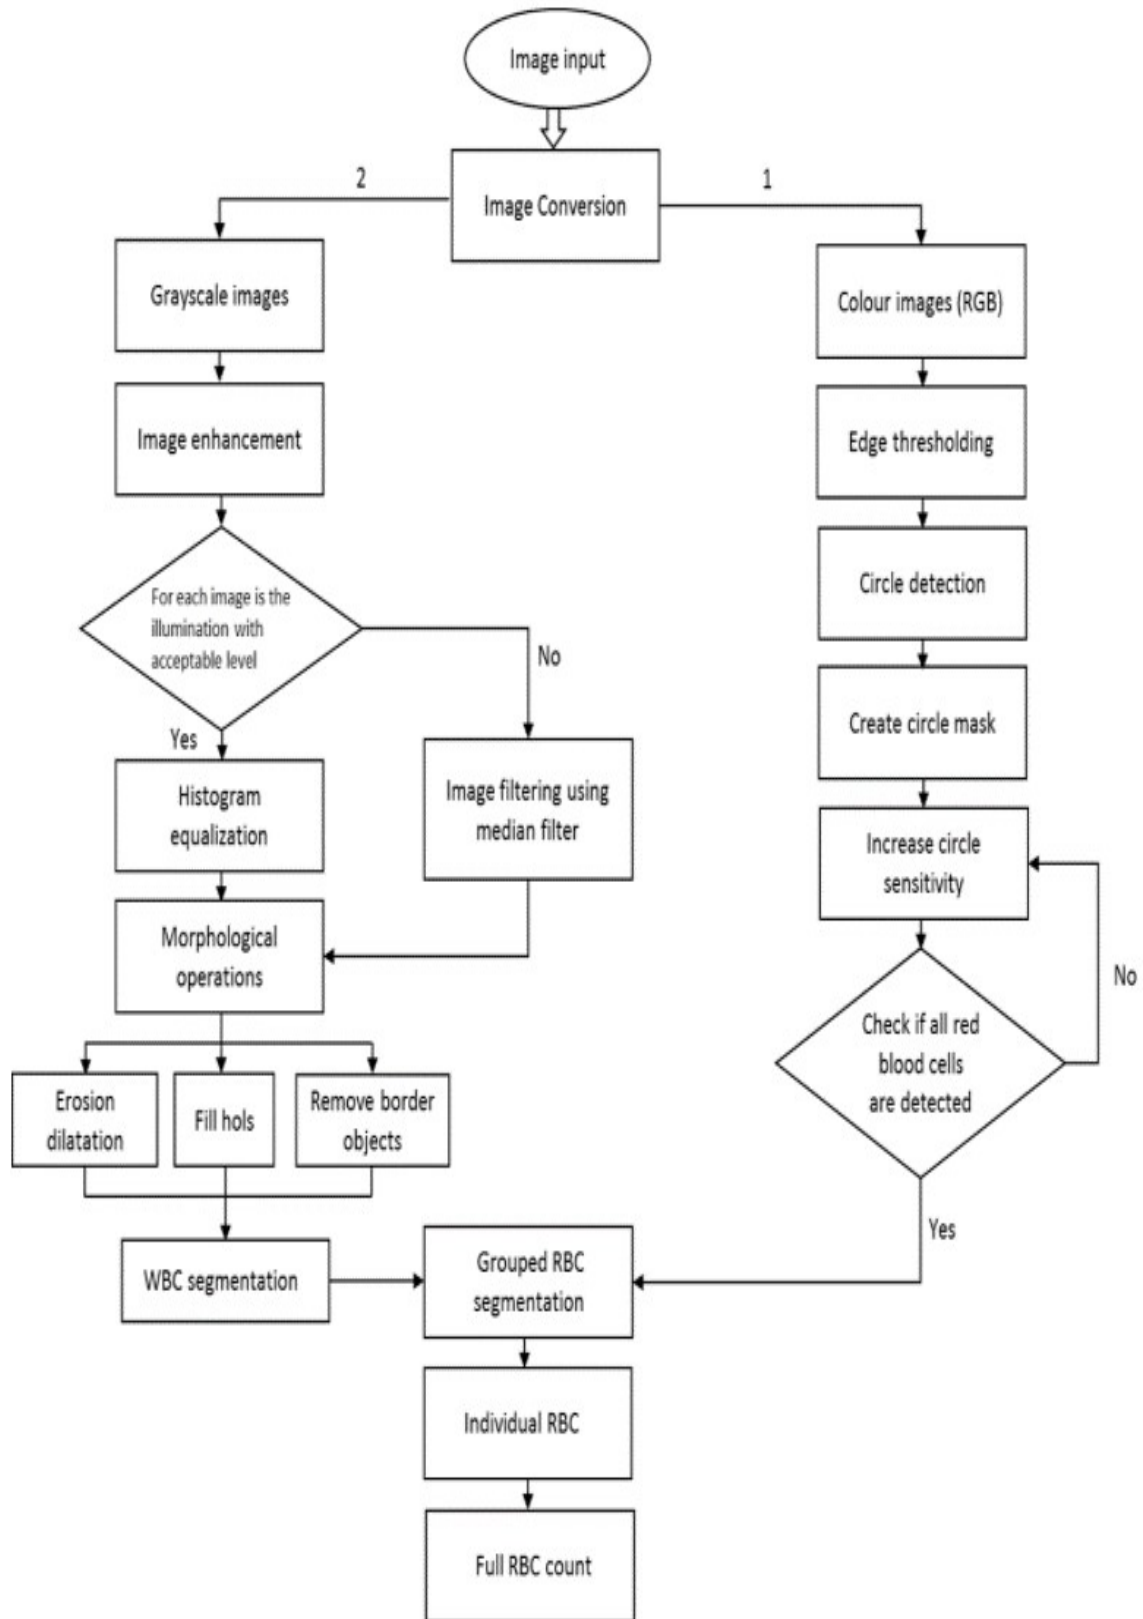 Image input
Image Conversion
2
1
Grayscale images
Colour images (RGB)
Image enhancement
Edge thresholding
For each image is the
illumination with
acceptable level
No
Yes
Circle detection
Create circle mask
Histogram
equalization
Image filtering using
median filter
Increase circle
sensitivity
Morphological
operations
No
Check if all red
blood cells
are detected
Erosion
dilatation
Fill hols
Remove border
objects
Yes
WBC segmentation
Grouped RBC
segmentation
Individual RBC
Full RBC count